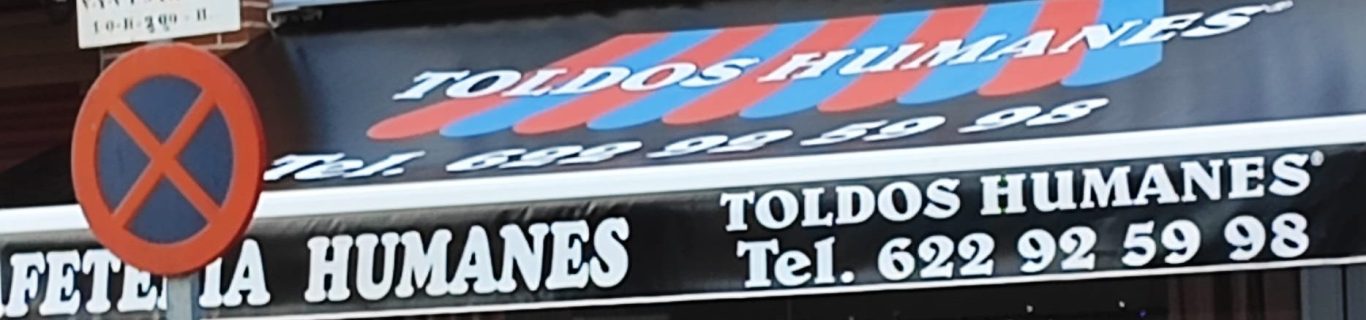 TOLDOS HUMANES
Tel. 622 92 59 98
TOLDOS HUMANES
Tel. 622 92 59 98
HUMANES